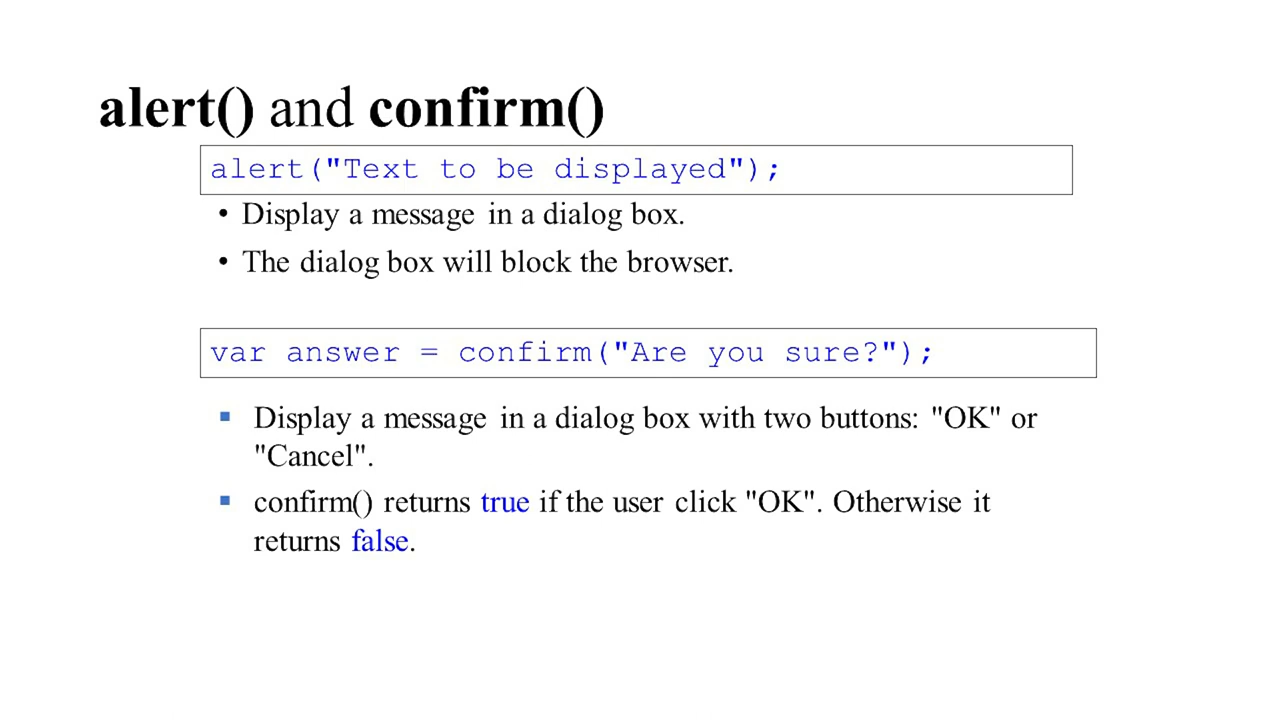 alert() and confirm()
alert("Text to be displayed");
• Display a message in a dialog box.
• The dialog box will block the browser.
var answer = confirm("Are you sure?");
▪ Display a message in a dialog box with two buttons: "OK" or
"Cancel".
▪ confirm() returns true if the user click "OK". Otherwise it
returns false.